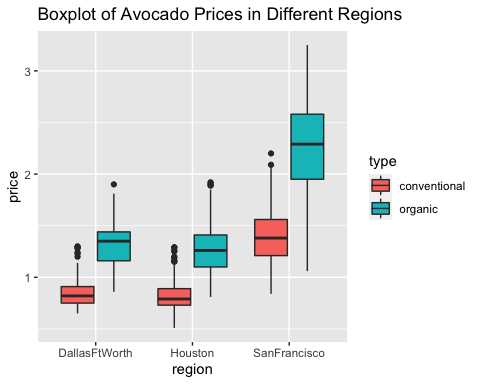 Boxplot of Avocado Prices in Different Regions
3
2
1
price
DallasFtWorth
Houston
SanFrancisco
region
type
conventional
organic